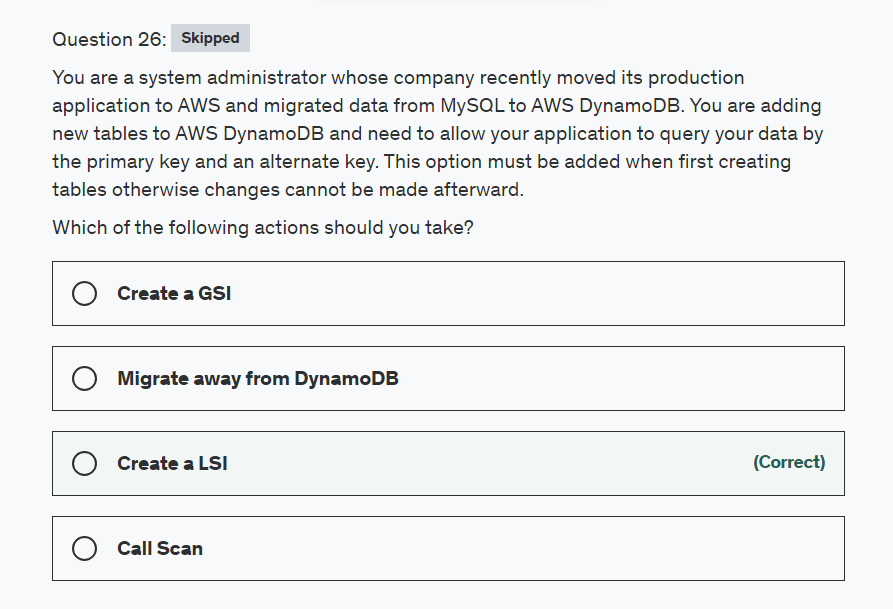 Question 26: Skipped
You are a system administrator whose company recently moved its production
application to AWS and migrated data from MySQL to AWS DynamoDB. You are adding
new tables to AWS DynamoDB and need to allow your application to query your data by
the primary key and an alternate key. This option must be added when first creating
tables otherwise changes cannot be made afterward.
Which of the following actions should you take?
Create a GSI
Migrate away from DynamoDB
Create a LSI (Correct)
Call Scan